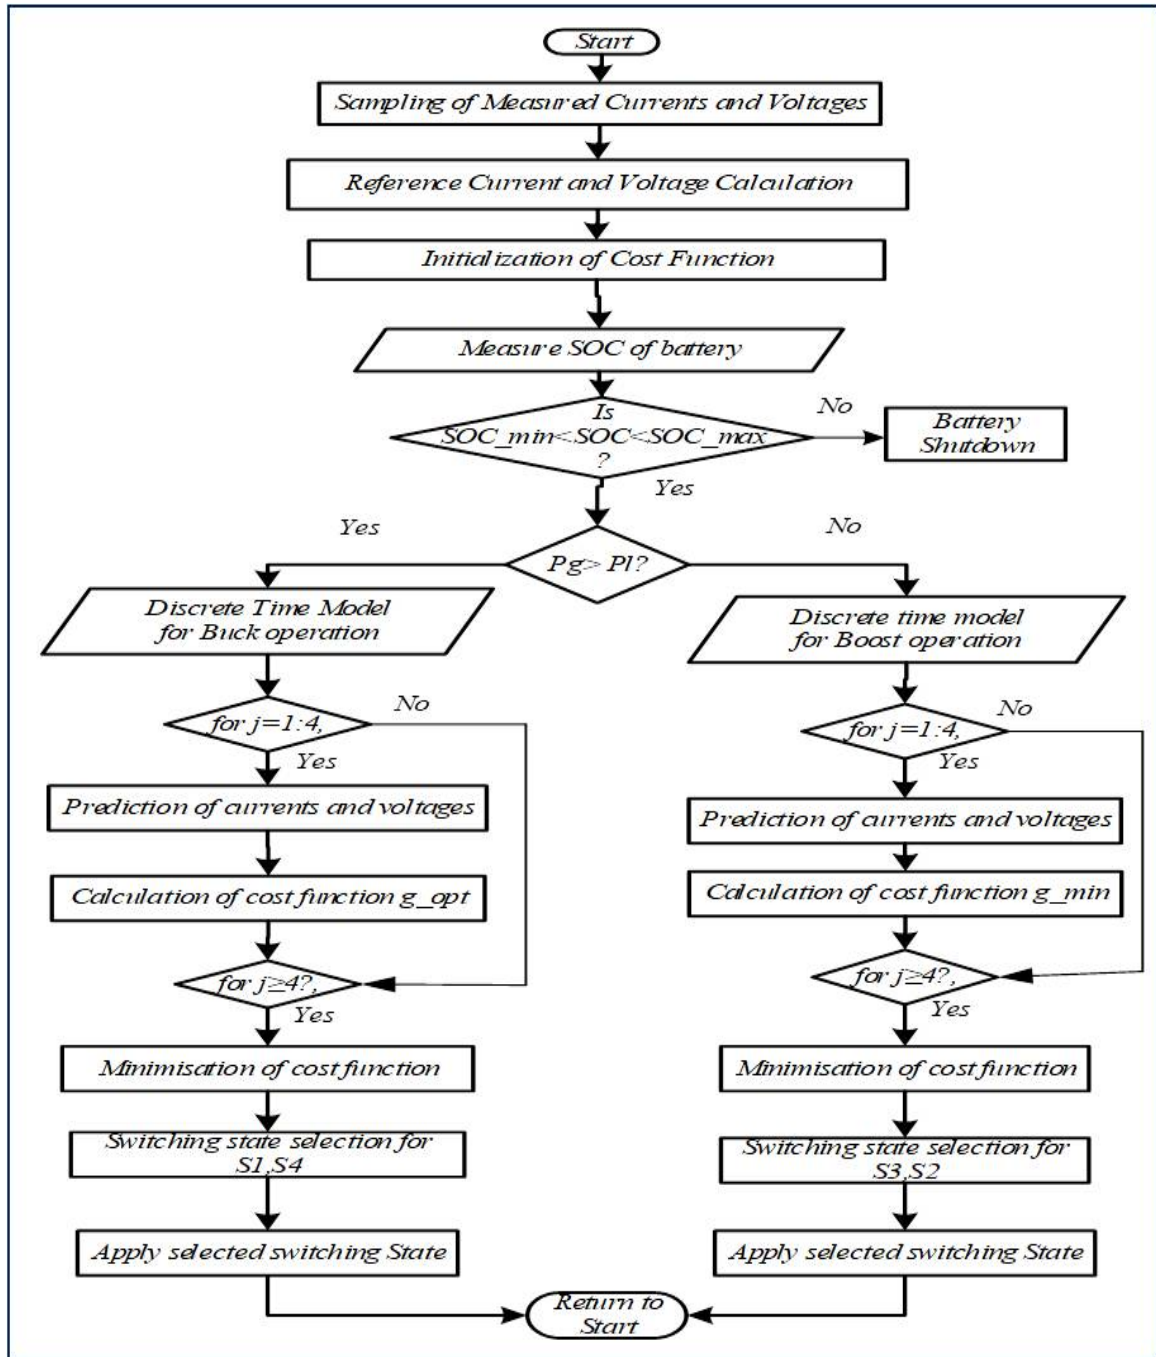 Start
Sampling of Measured Currents and Voltages
Reference Current and Voltage Calculation
Initialization of Cost Function
Measure SOC of battery
Is
SOC_min<SOC<SOC_max
?
No
Battery
Shutdown
Yes
Yes
No
Pg> Pl?
Discrete Time Model
for Buck operation
No
for j=1:4,
Yes
Prediction of currents and voltages
Calculation of cost function g_opt
for j≥4?,
Yes
Minimisation of cost function
Switching state selection for
S1,S4
Apply selected switching State
Discrete time model
for Boost operation
No
for j=1:4,
Yes
Prediction of currents and voltages
Calculation of cost function g_min
for j≥4?,
Yes
Minimisation of cost function
Switching state selection for
S3,S2
Apply selected switching State
Return to
Start